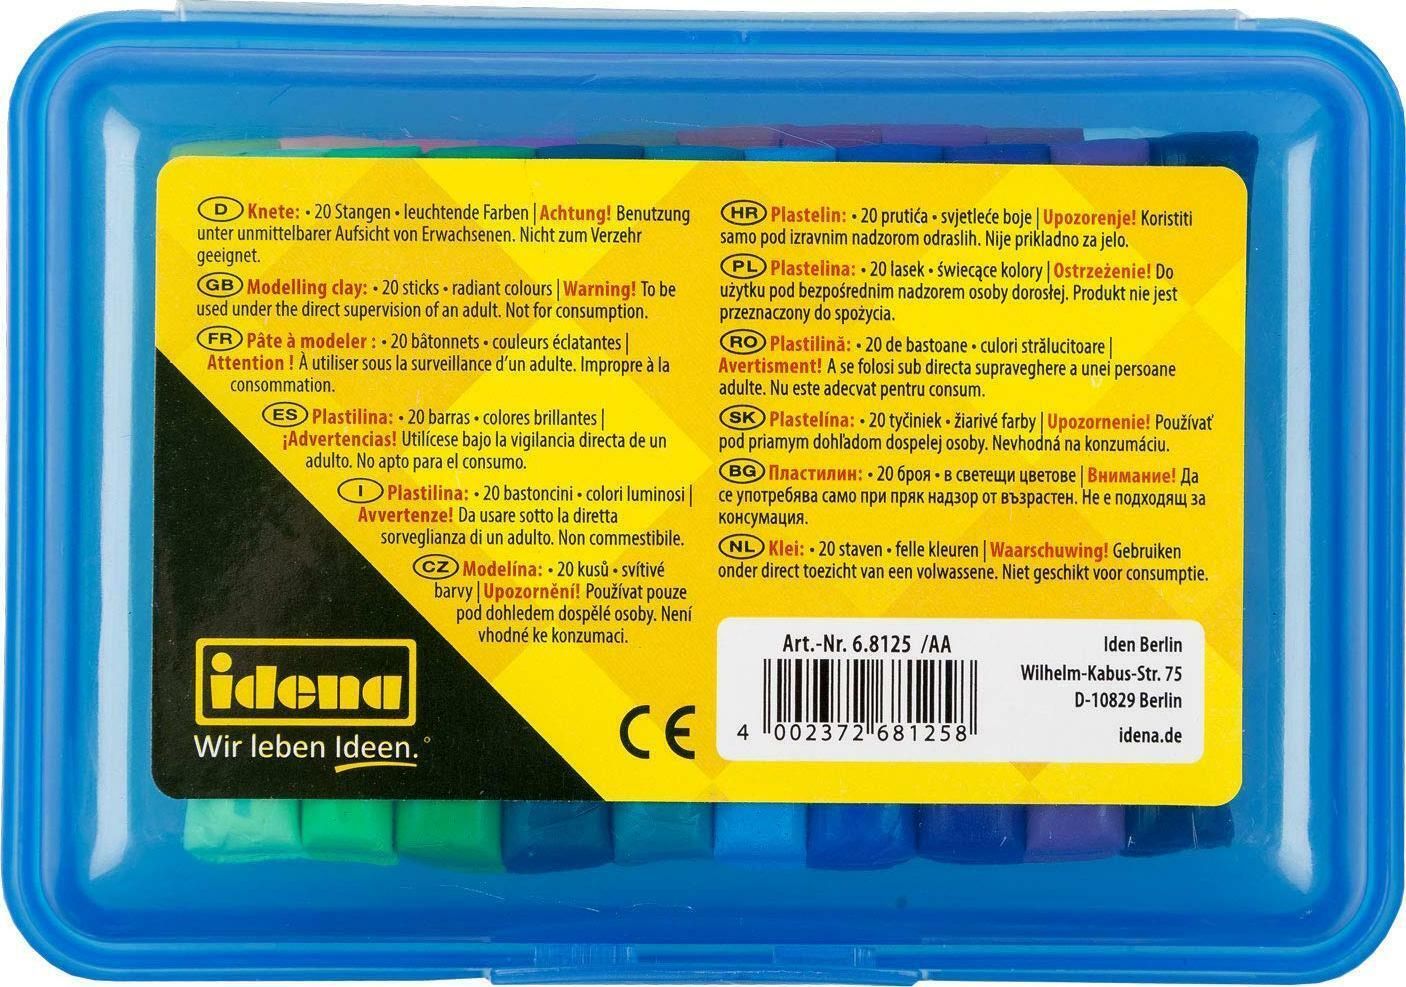 D Knete: • 20 Stangen • leuchtende Farben | Achtung! Benutzung
unter unmittelbarer Aufsicht von Erwachsenen. Nicht zum Verzehr
geeignet.
GB Modelling clay: • 20 sticks • radiant colours | Warning! To be
used under the direct supervision of an adult. Not for consumption.
FR Pâte à modeler : • 20 bâtonnets • couleurs éclatantes |
Attention ! À utiliser sous la surveillance d'un adulte. Impropre à la
consommation.
ES Plastilina: • 20 barras • colores brillantes |
¡Advertencias! Utilícese bajo la vigilancia directa de un
adulto. No apto para el consumo.
I Plastilina: • 20 bastoncini • colori luminosi |
Avvertenze! Da usare sotto la diretta
sorveglianza di un adulto. Non commestibile.
CZ Modelína: • 20 kusů • svítivé
barvy | Upozornění! Používat pouze
pod dohledem dospělé osoby. Není
vhodné ke konzumaci.
idena
Wir leben Ideen.
CE
HR Plastelin: • 20 prutića • svjetleće boje | Upozorenje! Koristiti
samo pod izravnim nadzorom odraslih. Nije prikladno za jelo.
PL Plastelina: • 20 lasek • świecące kolory | Ostrzeżenie! Do
użytku pod bezpośrednim nadzorem osoby dorosłej. Produkt nie jest
przeznaczony do spożycia.
RO Plastilină: • 20 de bastoane • culori strălucitoare |
Avertisment! A se folosi sub directa supraveghere a unei persoane
adulte. Nu este adecvat pentru consum.
SK Plastelína: • 20 tyčiniek • žiarivé farby | Upozornenie! Používať
pod priamym dohľadom dospelej osoby. Nevhodná na konzumáciu.
BG Пластилин: • 20 броя • в светещи цветове | Внимание! Да
се употребява само при пряк надзор от възрастен. Не е подходящ за
консумация.
NL Klei: • 20 staven • felle kleuren | Waarschuwing! Gebruiken
onder direct toezicht van een volwassene. Niet geschikt voor consumptie.
Art.-Nr. 6.8125 /AA
4 002372 681258
Iden Berlin
Wilhelm-Kabus-Str. 75
D-10829 Berlin
idena.de